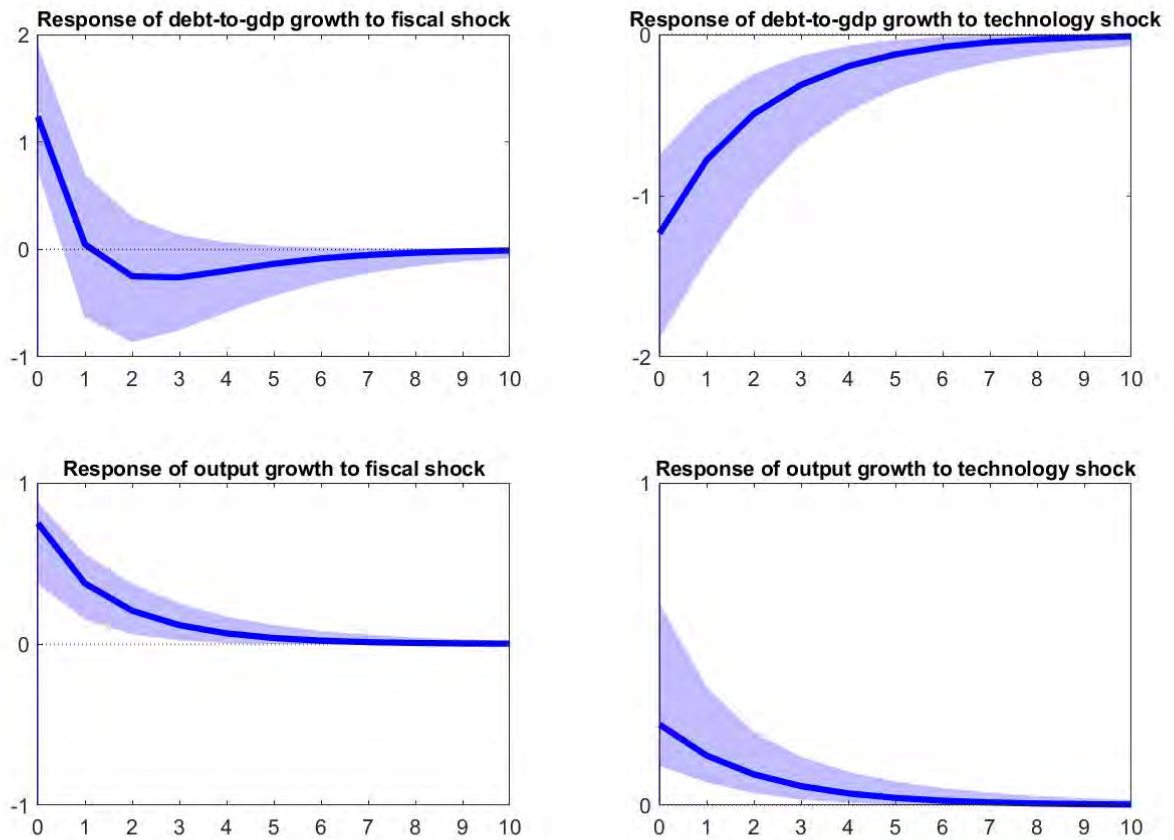 Response of debt-to-gdp growth to fiscal shock
2
1
0
-1
0 1 2 3 4 5 6 7 8 9 10
Response of debt-to-gdp growth to technology shock
0
-1
-2
0 1 2 3 4 5 6 7 8 9 10
Response of output growth to fiscal shock
1
0
-1
0 1 2 3 4 5 6 7 8 9 10
Response of output growth to technology shock
1
0
0 1 2 3 4 5 6 7 8 9 10